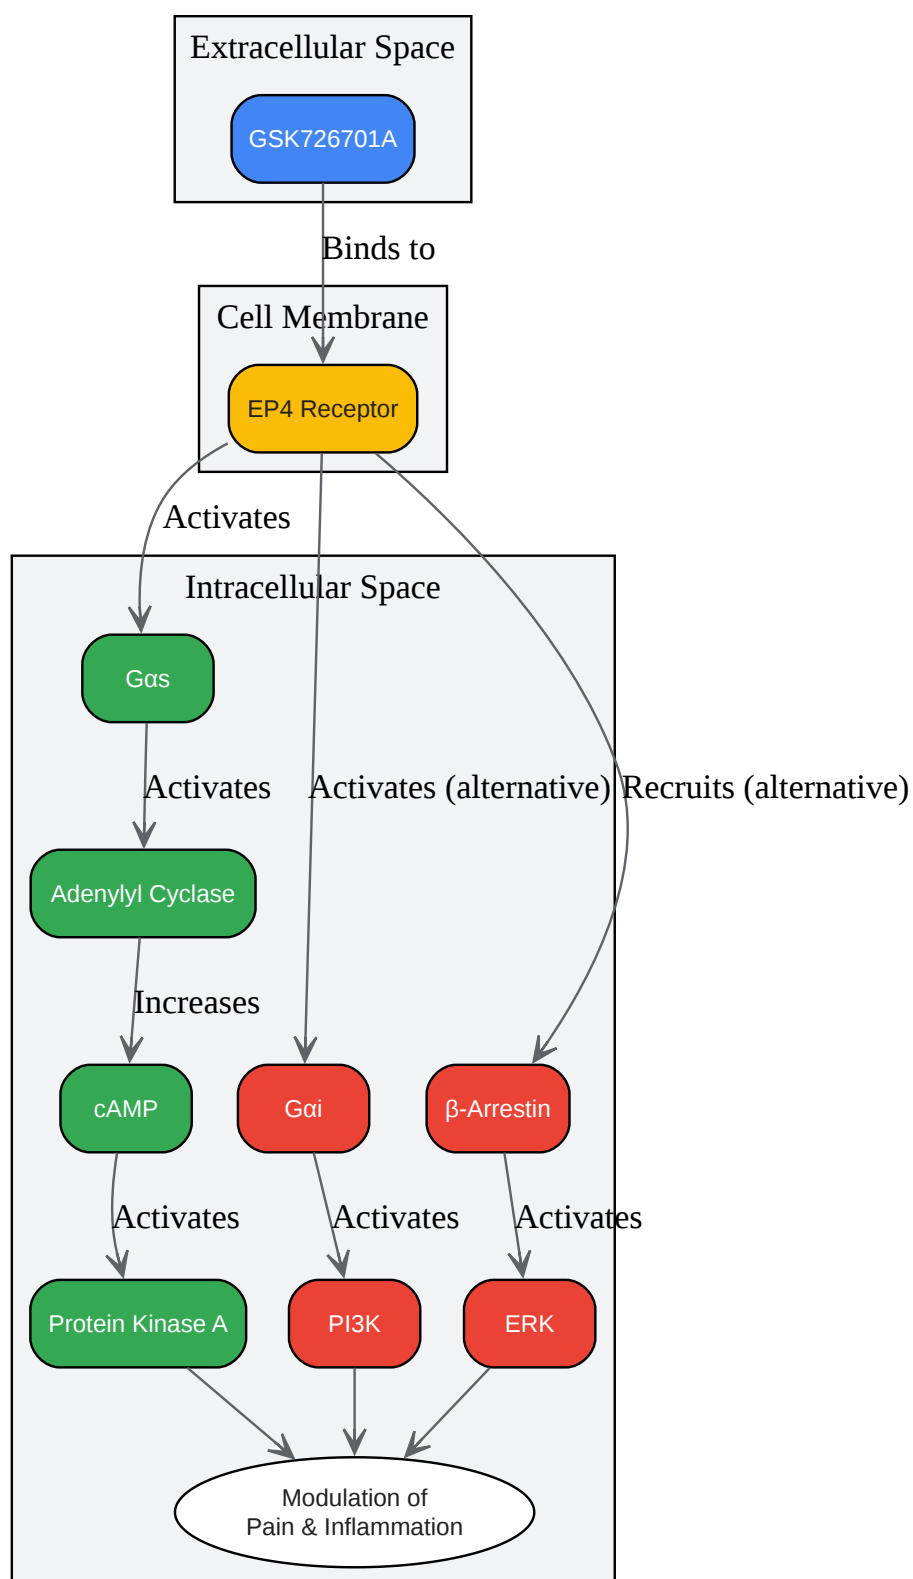 Extracellular Space
GSK726701A
Binds to
Cell Membrane
EP4 Receptor
Activates
Intracellular Space
Gαs
Activates
Activates (alternative)
Recruits (alternative)
Adenylyl Cyclase
Increases
cAMP
Gαi
β-Arrestin
Activates
Activates
Activates
Protein Kinase A
PI3K
ERK
Modulation of
Pain & Inflammation